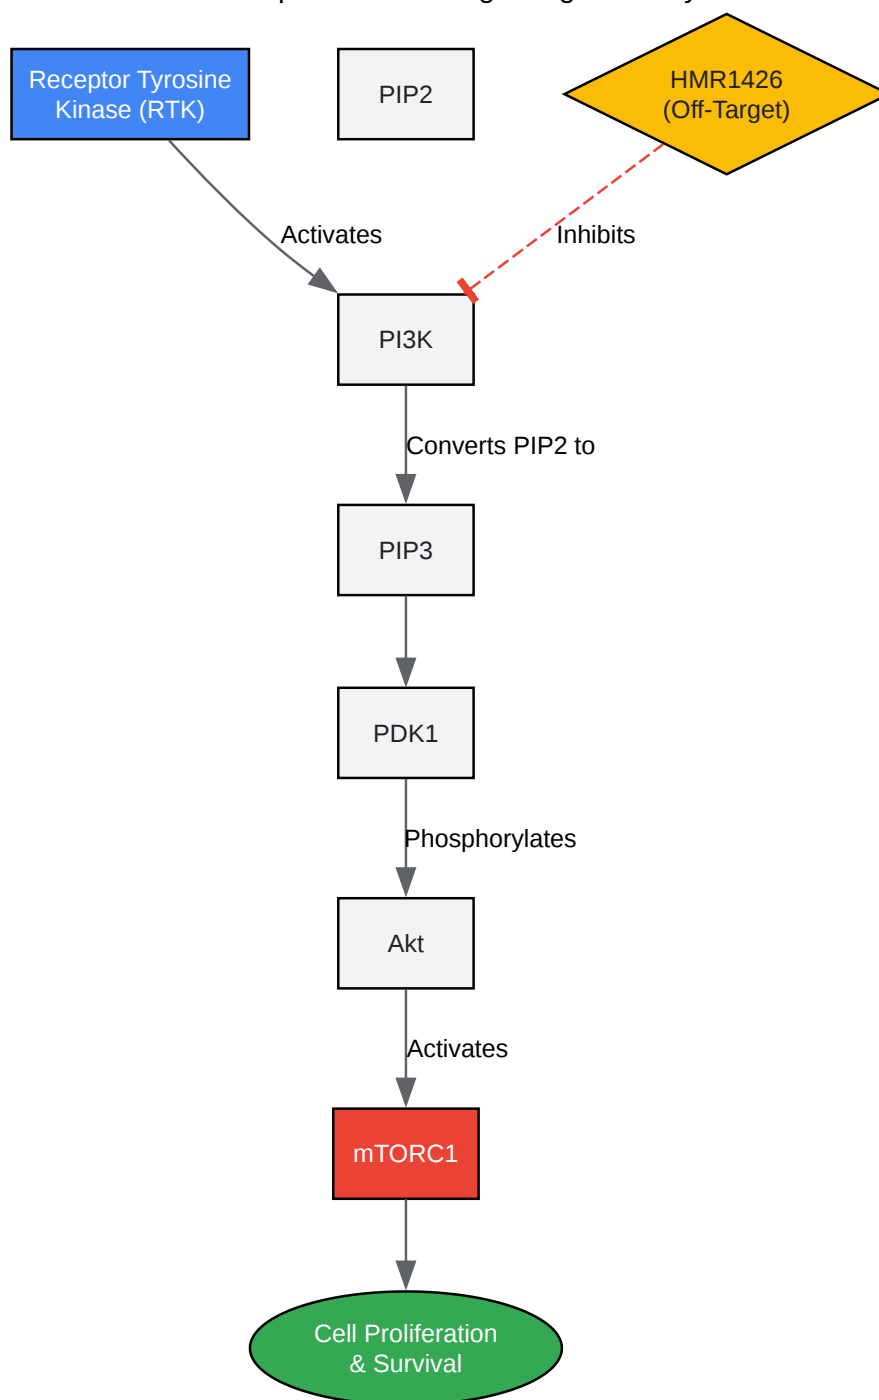 Receptor Tyrosine
Kinase (RTK)
PIP2
HMR1426
(Off-Target)
Activates
Inhibits
PI3K
Converts PIP2 to
PIP3
PDK1
Phosphorylates
Akt
Activates
mTORC1
Cell Proliferation
& Survival